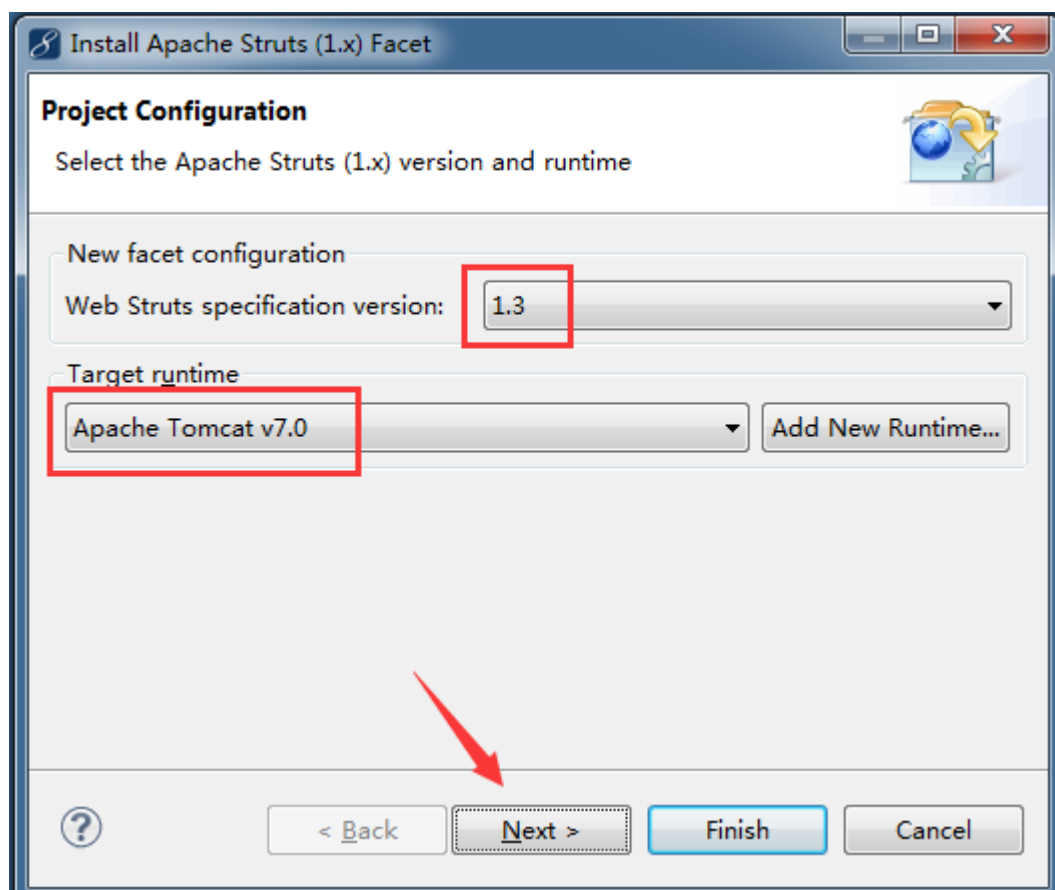 Install Apache Struts (1.x) Facet
Project Configuration
Select the Apache Struts (1.x) version and runtime
New facet configuration
Web Struts specification version: 1.3
Target runtime
Apache Tomcat v7.0 Add New Runtime...
< Back Next > Finish Cancel